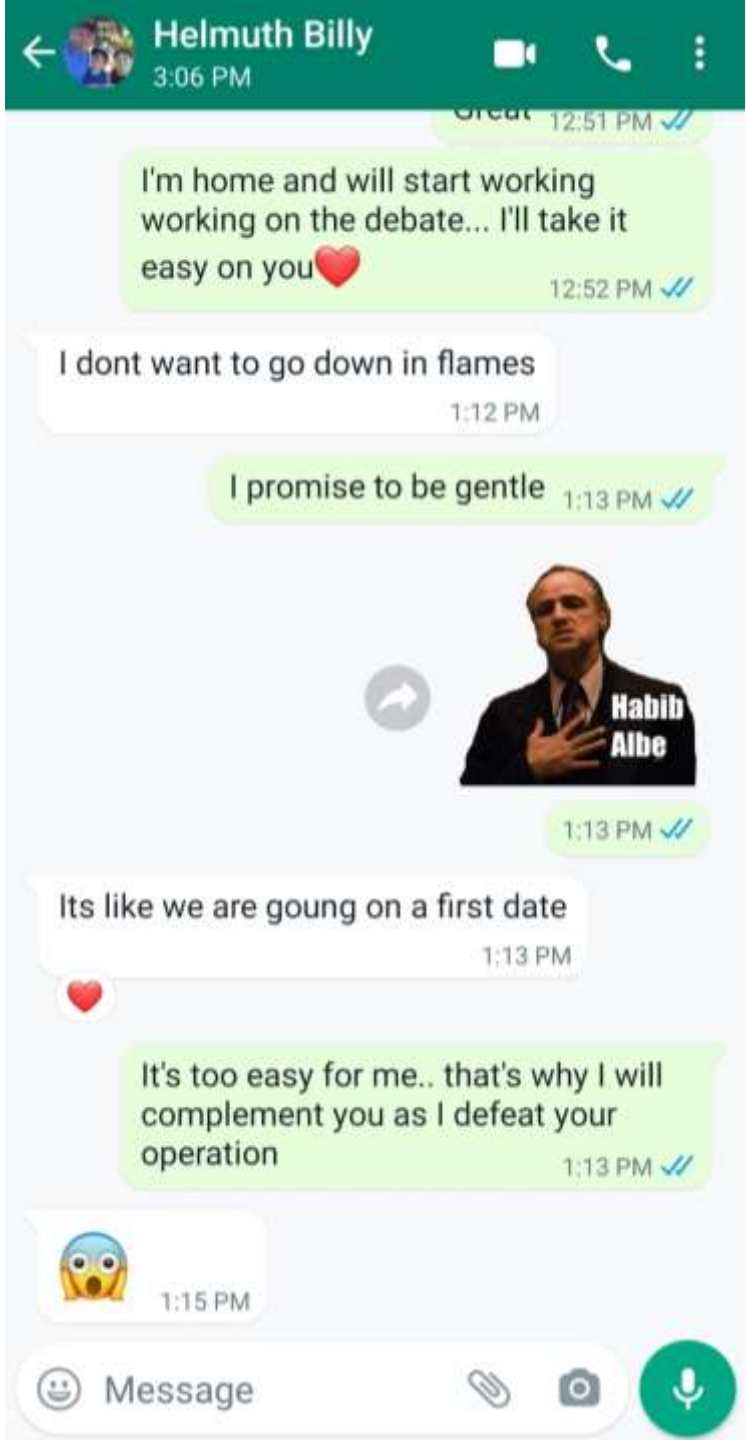 Helmuth Billy
3:06 PM
Great 12:51 PM
I'm home and will start working
working on the debate... I'll take it
easy on you❤️
12:52 PM
I dont want to go down in flames
1:12 PM
I promise to be gentle 1:13 PM
Habib
Albe
1:13 PM
Its like we are goung on a first date
1:13 PM
It's too easy for me.. that's why I will
complement you as I defeat your
operation
1:13 PM
1:15 PM
Message